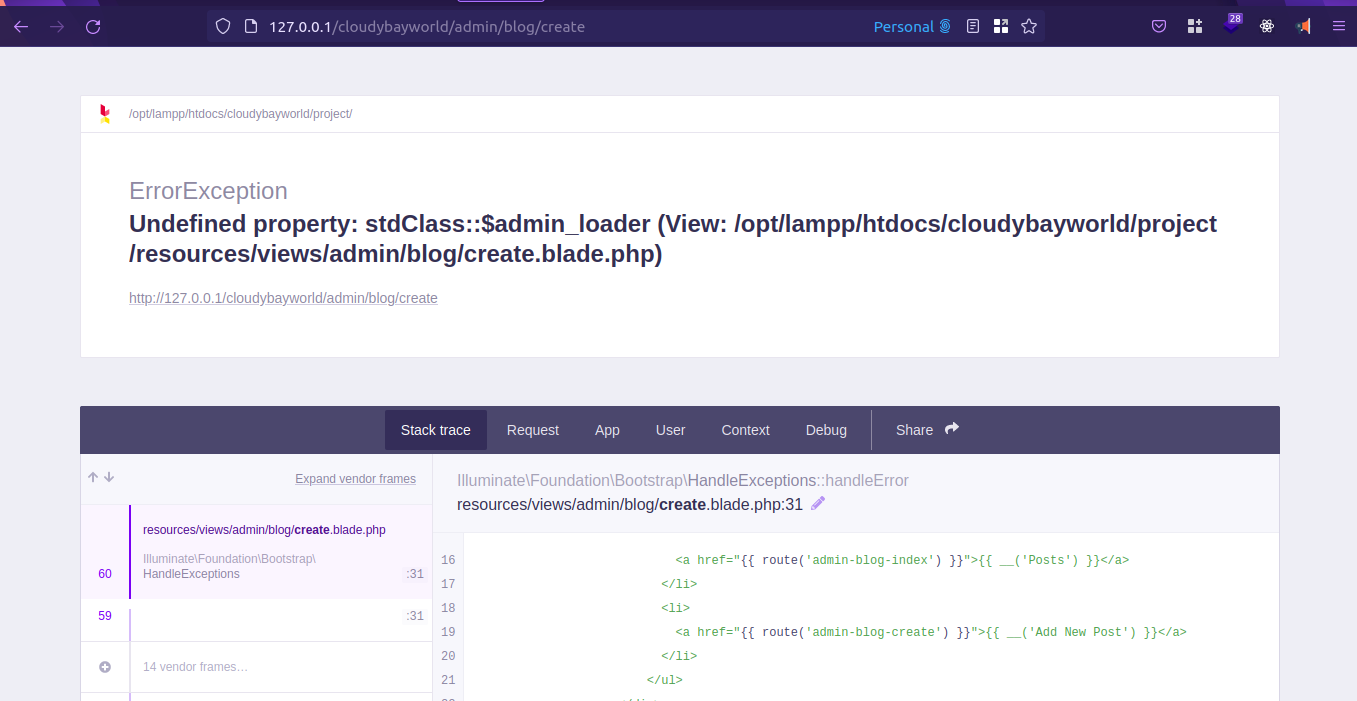 127.0.0.1/cloudybayworld/admin/blog/create
Personal
28
/opt/lampp/htdocs/cloudybayworld/project/
ErrorException
Undefined property: stdClass::$admin_loader (View: /opt/lampp/htdocs/cloudybayworld/project
/resources/views/admin/blog/create.blade.php)
http://127.0.0.1/cloudybayworld/admin/blog/create
Stack trace
Request
App
User
Context
Debug
Share
Expand vendor frames
resources/views/admin/blog/create.blade.php
Illuminate\Foundation\Bootstrap\
60 HandleExceptions :31
59 :31
14 vendor frames…
Illuminate\Foundation\Bootstrap\HandleExceptions::handleError
resources/views/admin/blog/create.blade.php:31
16 <a href="{{ route('admin-blog-index') }}">{{ __('Posts') }}</a>
17 </li>
18 <li>
19 <a href="{{ route('admin-blog-create') }}">{{ __('Add New Post') }}</a>
20 </li>
21 </ul>